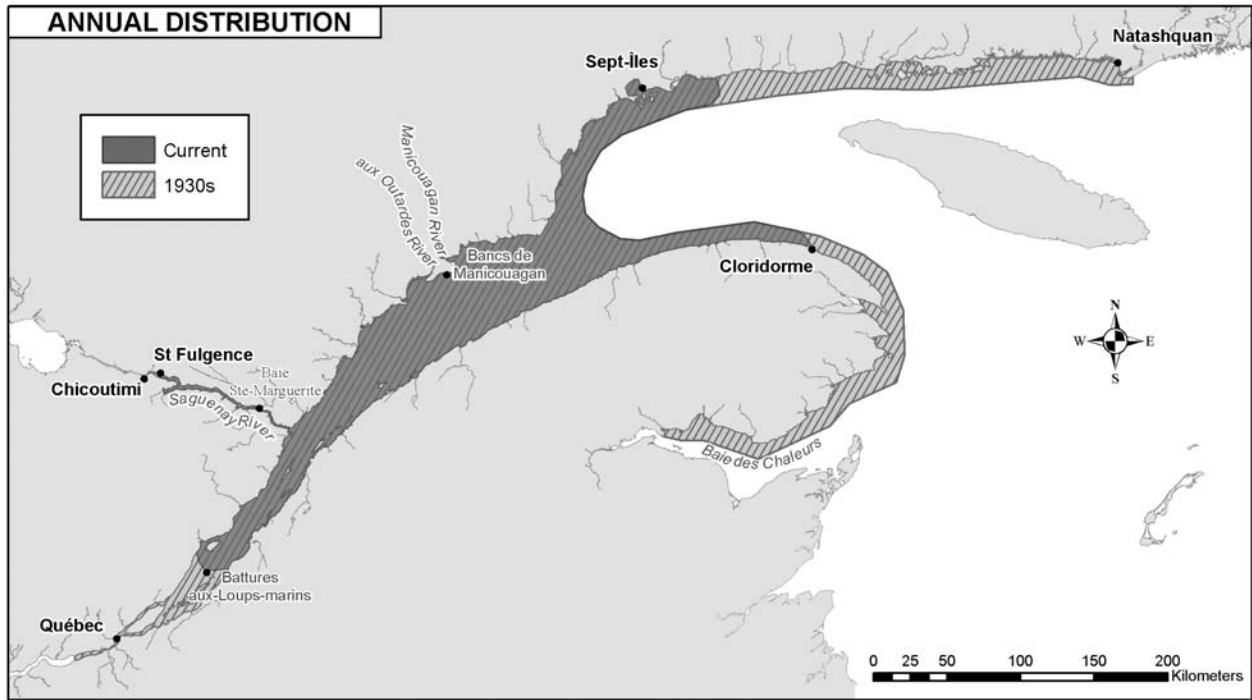 ANNUAL DISTRIBUTION
Natashquan
Sept-Îles
Current
1930s
Manicouagan River
aux Outardes River
Bancs de
Manicouagan
Cloridorme
N
W
E
S
St Fulgence
Chicoutimi
Baie
Ste-Marguerite
Saguenay River
Baie des Chaleurs
Battures
aux-Loups-marins
Québec
0 25 50 100 150 200
Kilometers